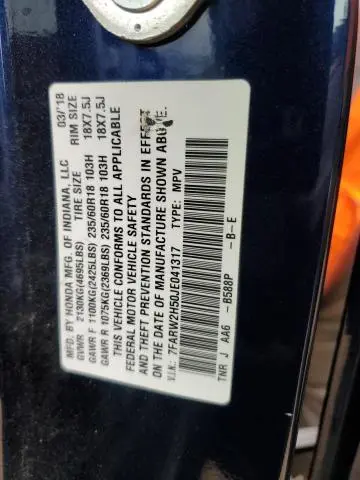 MFD. BY HONDA MFG. OF INDIANA, LLC 03/'18
GVWR 2130KG(4695LBS) TIRE SIZE RIM SIZE
GAWR F 1100KG(2425LBS) 235/60R18 103H 18X7.5J
GAWR R 1075KG(2369LBS) 235/60R18 103H 18X7.5J
THIS VEHICLE CONFORMS TO ALL APPLICABLE
FEDERAL MOTOR VEHICLE SAFETY
AND THEFT PREVENTION STANDARDS IN EFFECT
ON THE DATE OF MANUFACTURE SHOWN ABOVE.
V.I.N.: 7FARW2H50JE041317 TYPE: MPV
TNR J AA6 -B588P -B-E